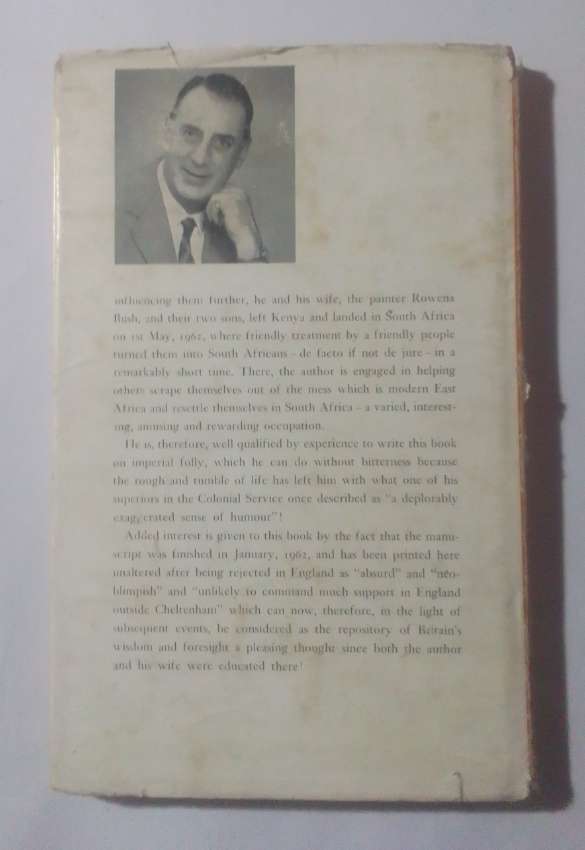 influencing them further, he and his wife, the painter Rowena
Bush, and their two sons, left Kenya and landed in South Africa
on 1st May, 1962, where friendly treatment by a friendly people
turned them into South Africans – de facto if not de jure – in a
remarkably short time. There, the author is engaged in helping
others scrape themselves out of the mess which is modern East
Africa and resettle themselves in South Africa – a varied, interest-
ing, amusing and rewarding occupation.
He is, therefore, well qualified by experience to write this book
on imperial folly, which he can do without bitterness because
the rough and tumble of life has left him with what one of his
superiors in the Colonial Service once described as "a deplorably
exaggerated sense of humour"!
Added interest is given to this book by the fact that the manu-
script was finished in January, 1962, and has been printed here
unaltered after being rejected in England as "absurd" and "neo-
blimpish" and "unlikely to command much support in England
outside Cheltenham" which can now, therefore, in the light of
subsequent events, be considered as the repository of Britain's
wisdom and foresight a pleasing thought since both the author
and his wife were educated there!